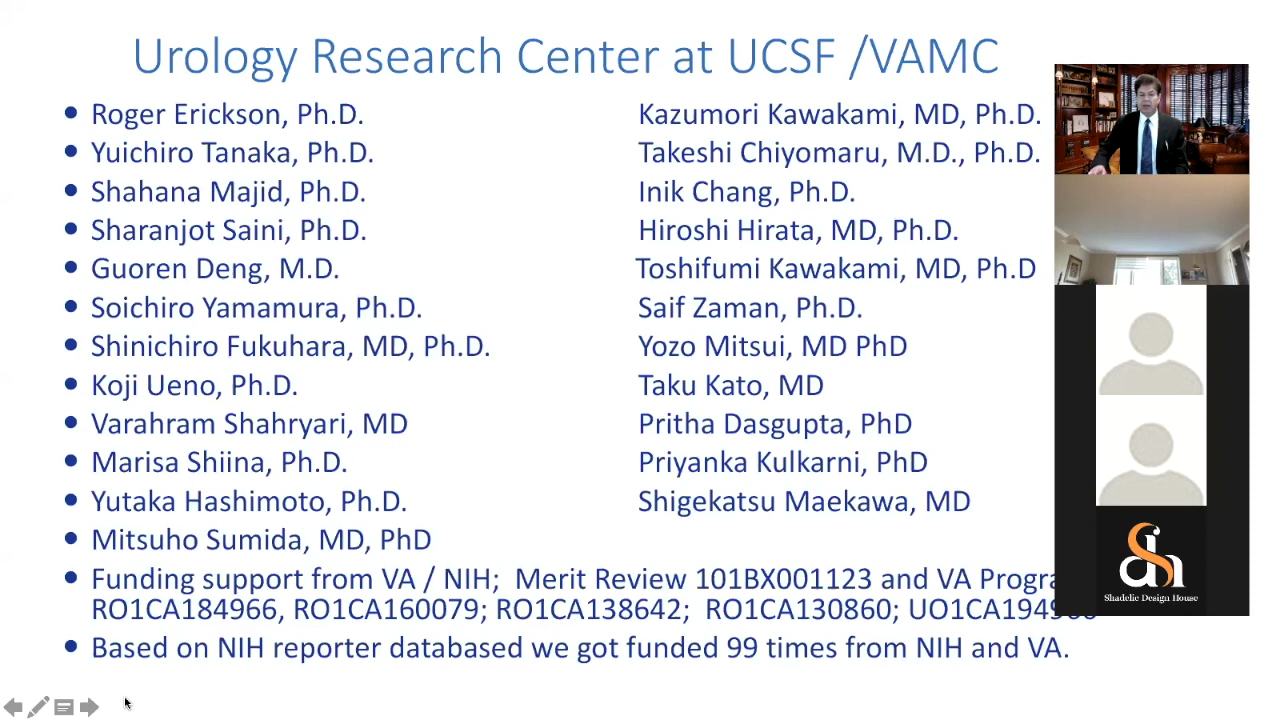 Urology Research Center at UCSF /VAMC
Roger Erickson, Ph.D.
Kazumori Kawakami, MD, Ph.D.
Yuichiro Tanaka, Ph.D.
Takeshi Chiyomaru, M.D., Ph.D.
Shahana Majid, Ph.D.
Inik Chang, Ph.D.
Sharanjot Saini, Ph.D.
Hiroshi Hirata, MD, Ph.D.
Guoren Deng, M.D.
Toshifumi Kawakami, MD, Ph.D
Soichiro Yamamura, Ph.D.
Saif Zaman, Ph.D.
Shinichiro Fukuhara, MD, Ph.D.
Yozo Mitsui, MD PhD
Koji Ueno, Ph.D.
Taku Kato, MD
Varahram Shahryari, MD
Pritha Dasgupta, PhD
Marisa Shiina, Ph.D.
Priyanka Kulkarni, PhD
Yutaka Hashimoto, Ph.D.
Shigekatsu Maekawa, MD
Mitsuho Sumida, MD, PhD
Funding support from VA / NIH; Merit Review 101BX001123 and VA
RO1CA184966, RO1CA160079; RO1CA138642; RO1CA130860;
Based on NIH reporter databased we got funded 99 times from NIH and VA.
Shadelic Design House